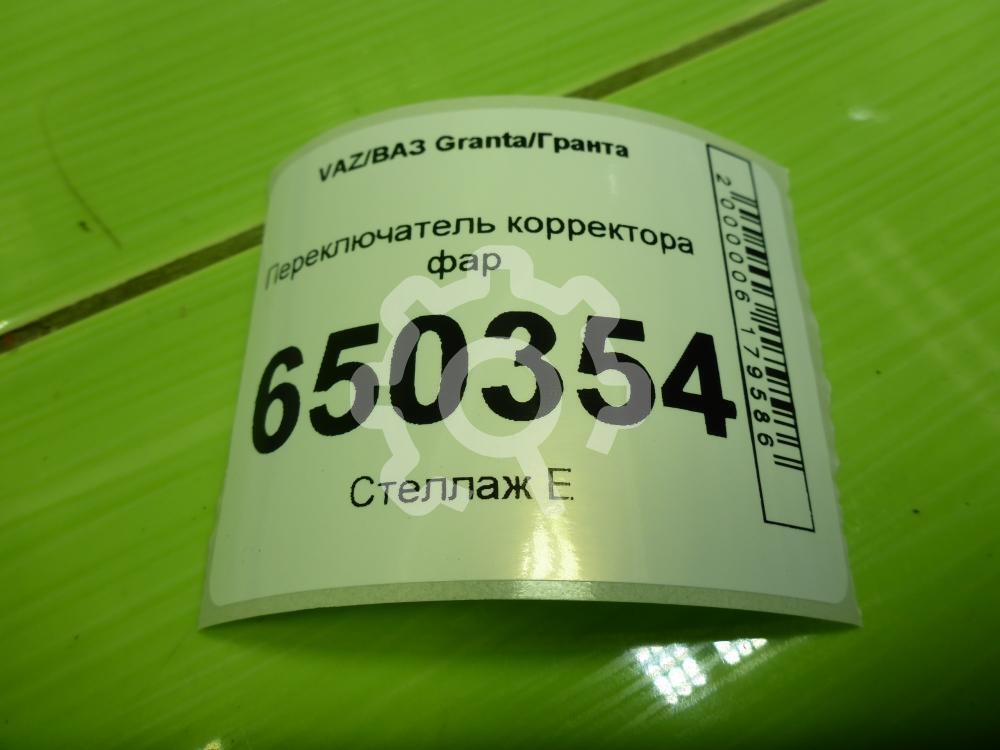 VAZ/ВАЗ Granta/Гранта
Переключатель корректора
фар
650354
Стеллаж Е
2000006179586